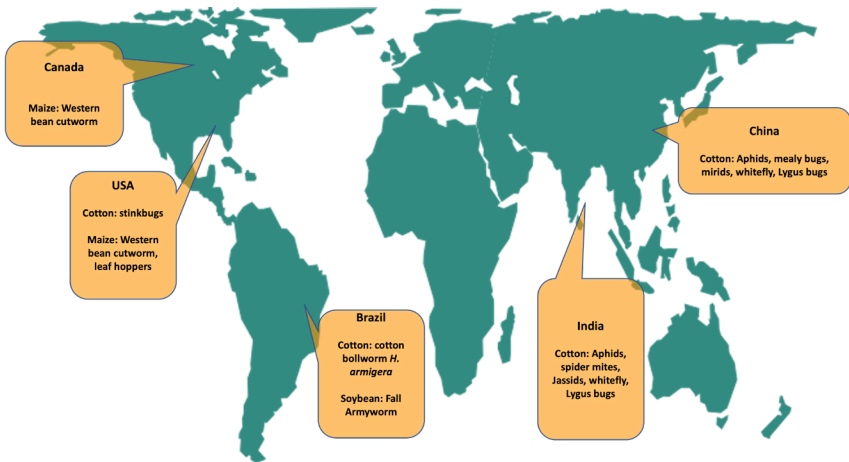 Canada
Maize: Western
bean cutworm
USA
Cotton: stinkbugs
Maize: Western
bean cutworm,
leaf hoppers
Brazil
Cotton: cotton
bollworm H.
armigera
Soybean: Fall
Armyworm
India
Cotton: Aphids,
spider mites,
Jassids, whitefly,
Lygus bugs
China
Cotton: Aphids, mealy bugs,
mirids, whitefly, Lygus bugs